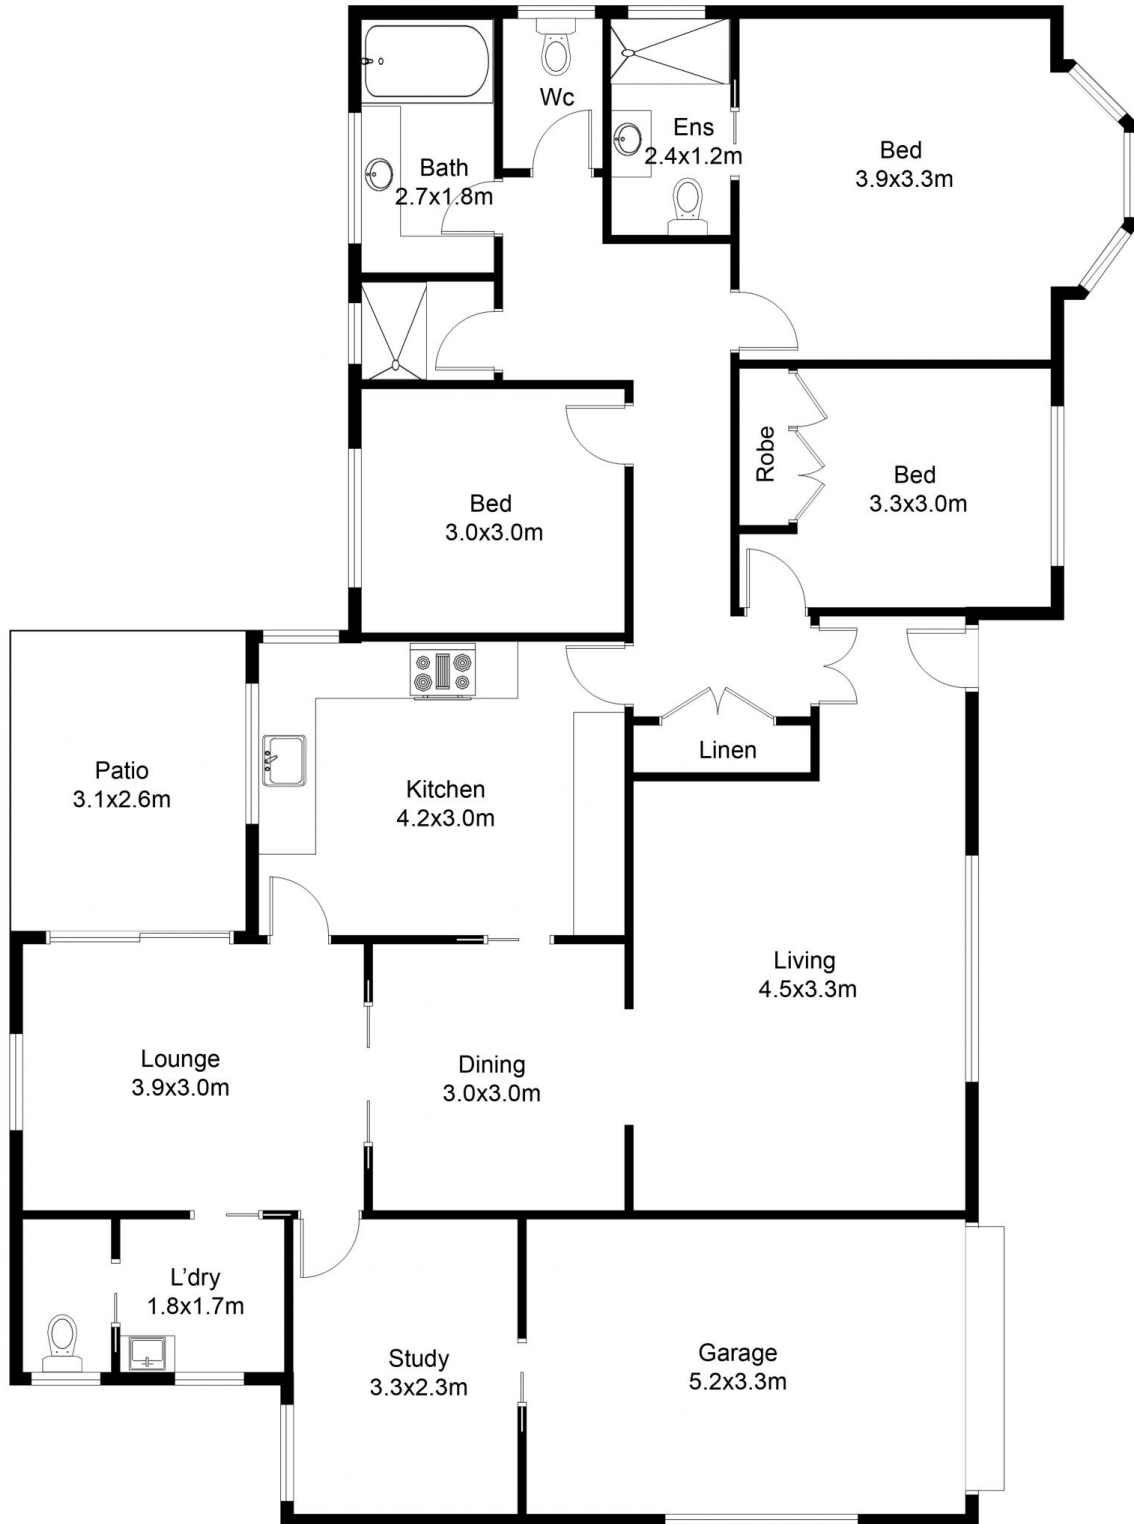 Wc
Ens
2.4x1.2m
Bath
2.7x1.8m
Bed
3.9x3.3m
Robe
Bed
3.3x3.0m
Bed
3.0x3.0m
Linen
Patio
3.1x2.6m
Kitchen
4.2x3.0m
Living
4.5x3.3m
Lounge
3.9x3.0m
Dining
3.0x3.0m
L'dry
1.8x1.7m
Study
3.3x2.3m
Garage
5.2x3.3m